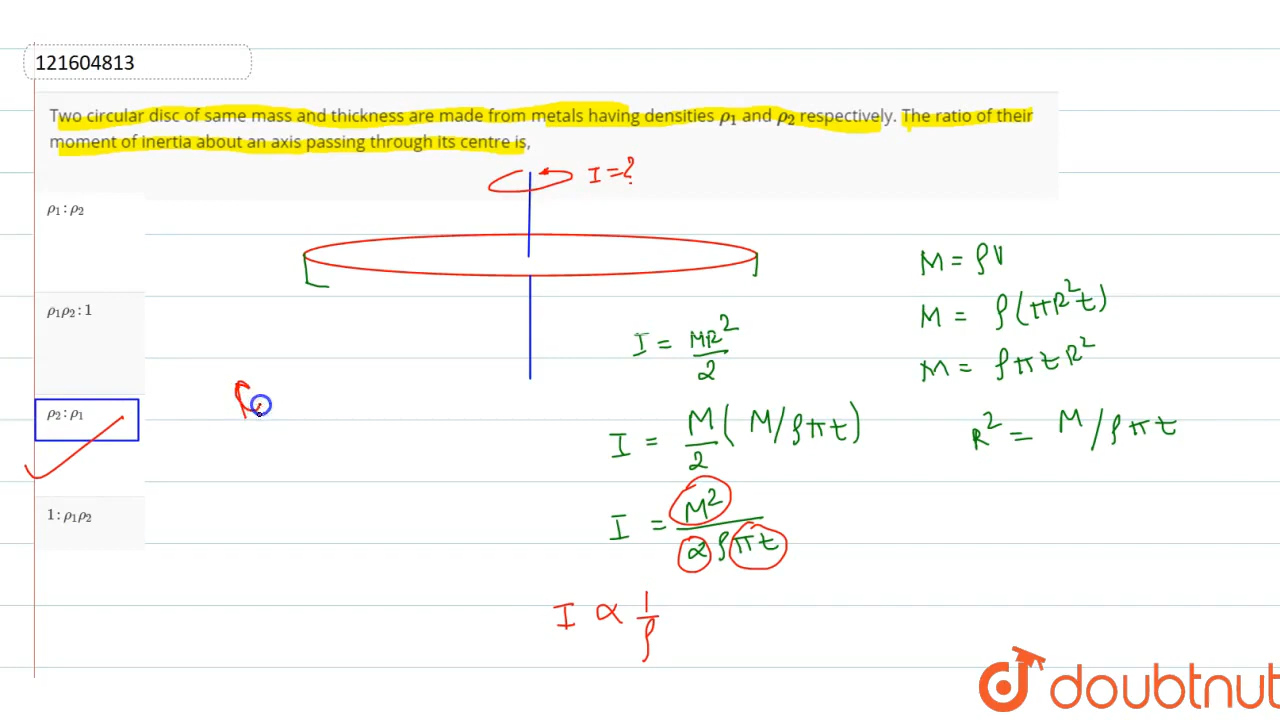 121604813
Two circular disc of same mass and thickness are made from metals having densities ρ₁ and ρ₂ respectively. The ratio of their
moment of inertia about an axis passing through its centre is,
I = ?
ρ₁ : ρ₂
ρ₁ρ₂ : 1
ρ₂ : ρ₁
1 : ρ₁ρ₂
I = MR²/2
I = M/2 ( M/ρπt)
I = M²/2ρπt
I ∝ 1/ρ
M = ρV
M = ρ(πR²t)
M = ρπtR²
R² = M/ρπt
doubtnut